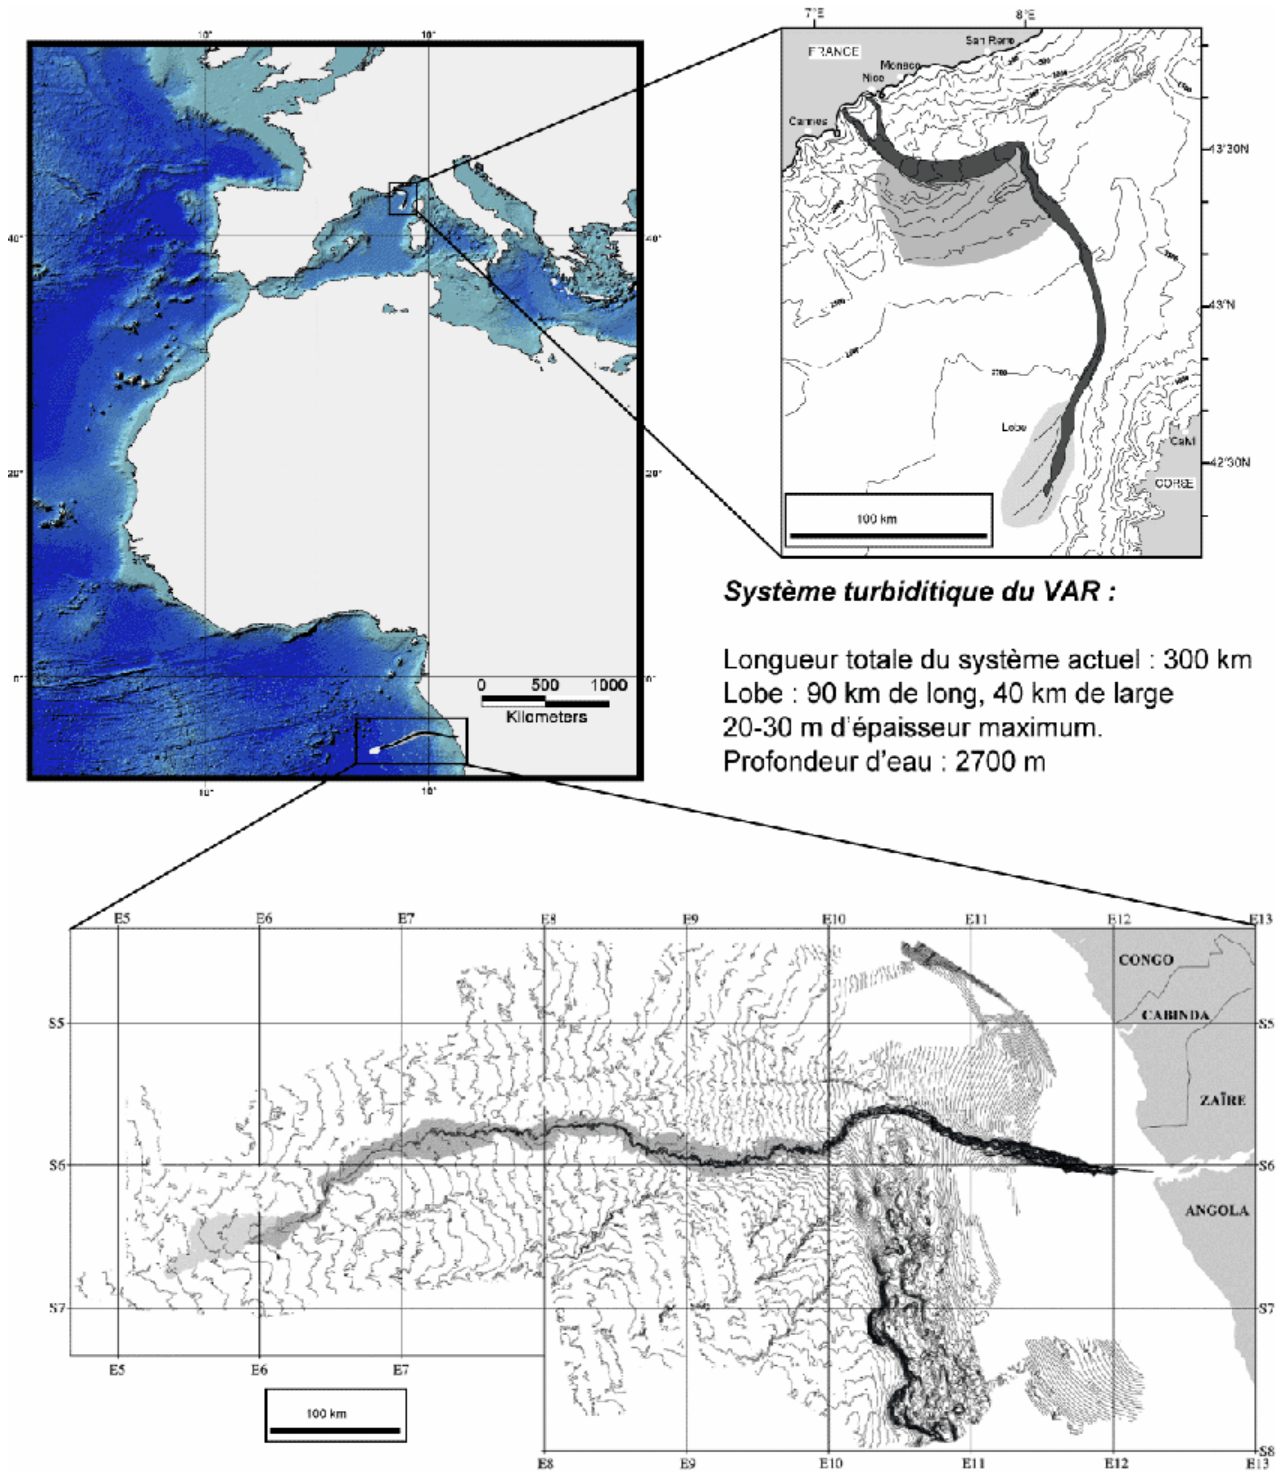 7°E 8°E
10° 10°
FRANCE
San Remo
Monaco
Nice
Cannes
43°30N
40° 40°
43°N
2700
Lobe
Calvi
42°30N
CORSE
20° 20°
100 km
Système turbiditique du VAR :
Longueur totale du système actuel : 300 km
Lobe : 90 km de long, 40 km de large
20-30 m d'épaisseur maximum.
Profondeur d'eau : 2700 m
0° 0°
0 500 1000
Kilometers
10° 10°
E5 E6 E7 E8 E9 E10 E11 E12 E13
CONGO
CABINDA
S5 S5
ZAÏRE
S6 S6
ANGOLA
S7 S7
E5 E6 E7
100 km
S8
E8 E9 E10 E11 E12 E13